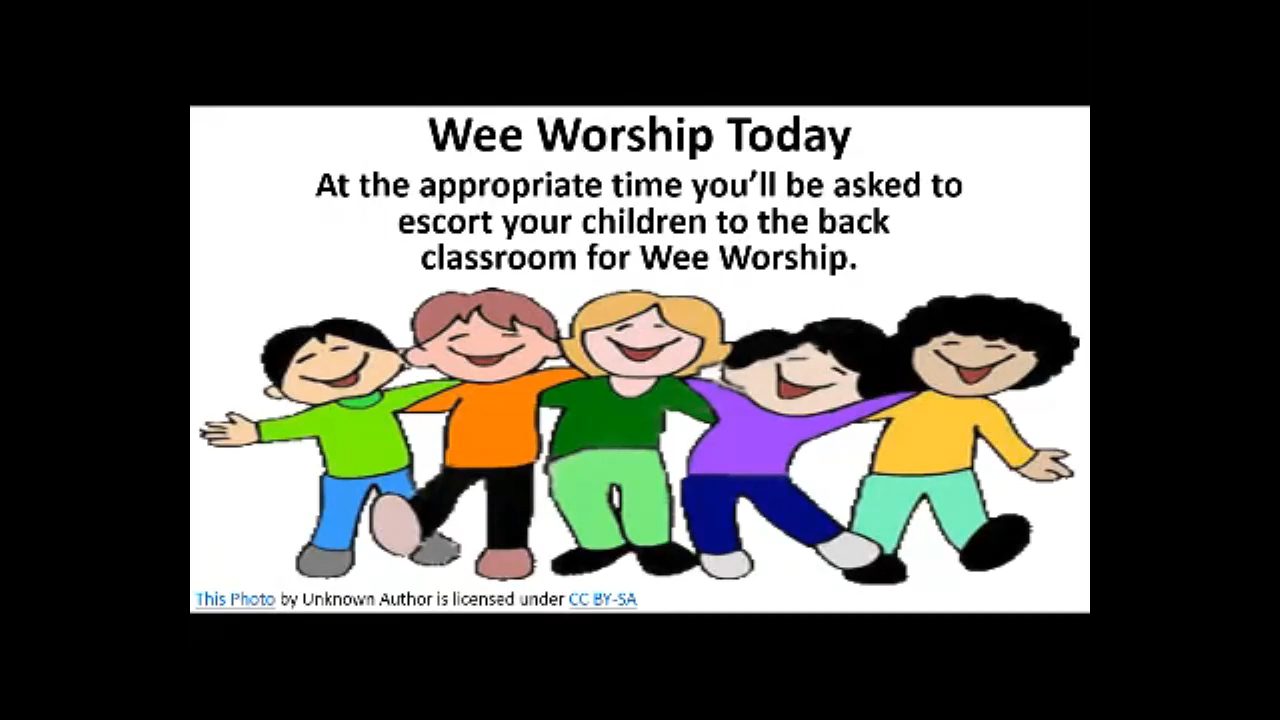 Wee Worship Today
At the appropriate time you’ll be asked to
escort your children to the back
classroom for Wee Worship.
This Photo by Unknown Author is licensed under CC BY-SA